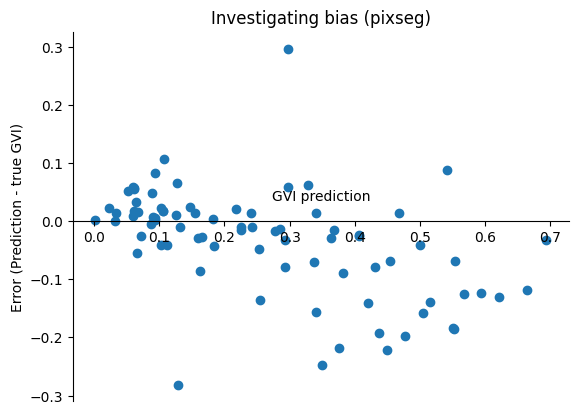 Investigating bias (pixseg)
Error (Prediction - true GVI)
0.3
0.2
0.1
0.0
−0.1
−0.2
−0.3
GVI prediction
0.0 0.1 0.2 0.3 0.4 0.5 0.6 0.7